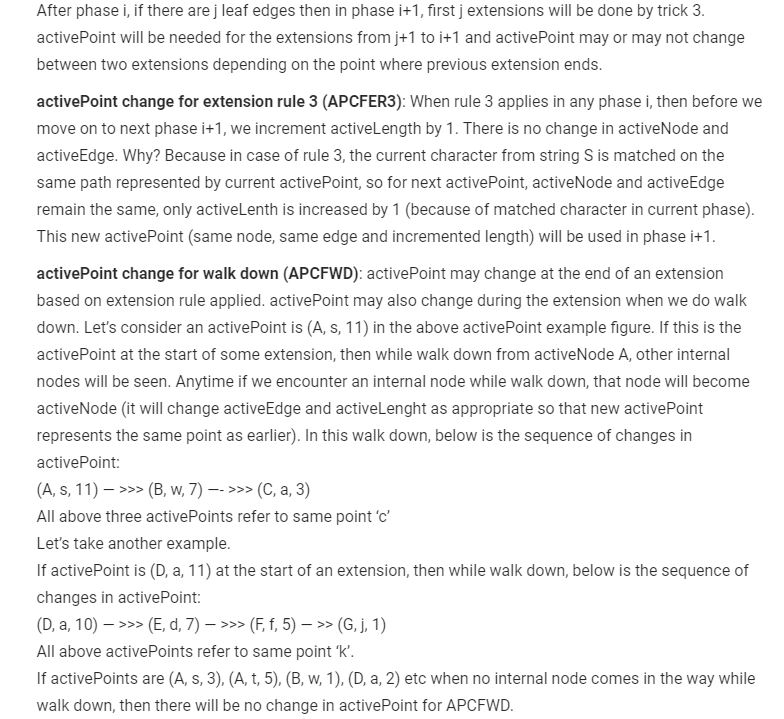 After phase i, if there are j leaf edges then in phase i+1, first j extensions will be done by trick 3.
activePoint will be needed for the extensions from j+1 to i+1 and activePoint may or may not change
between two extensions depending on the point where previous extension ends.
activePoint change for extension rule 3 (APCFER3): When rule 3 applies in any phase i, then before we
move on to next phase i+1, we increment activeLength by 1. There is no change in activeNode and
activeEdge. Why? Because in case of rule 3, the current character from string S is matched on the
same path represented by current activePoint, so for next activePoint, activeNode and activeEdge
remain the same, only activeLenth is increased by 1 (because of matched character in current phase).
This new activePoint (same node, same edge and incremented length) will be used in phase i+1.
activePoint change for walk down (APCFWD): activePoint may change at the end of an extension
based on extension rule applied. activePoint may also change during the extension when we do walk
down. Let's consider an activePoint is (A, s, 11) in the above activePoint example figure. If this is the
activePoint at the start of some extension, then while walk down from activeNode A, other internal
nodes will be seen. Anytime if we encounter an internal node while walk down, that node will become
activeNode (it will change activeEdge and activeLenght as appropriate so that new activePoint
represents the same point as earlier). In this walk down, below is the sequence of changes in
activePoint:
(A, s, 11) — >>> (B, w, 7) —- >>> (C, a, 3)
All above three activePoints refer to same point 'c'
Let's take another example.
If activePoint is (D, a, 11) at the start of an extension, then while walk down, below is the sequence of
changes in activePoint:
(D, a, 10) — >>> (E, d, 7) — >>> (F, f, 5) — >> (G, j, 1)
All above activePoints refer to same point 'k'.
If activePoints are (A, s, 3), (A, t, 5), (B, w, 1), (D, a, 2) etc when no internal node comes in the way while
walk down, then there will be no change in activePoint for APCFWD.